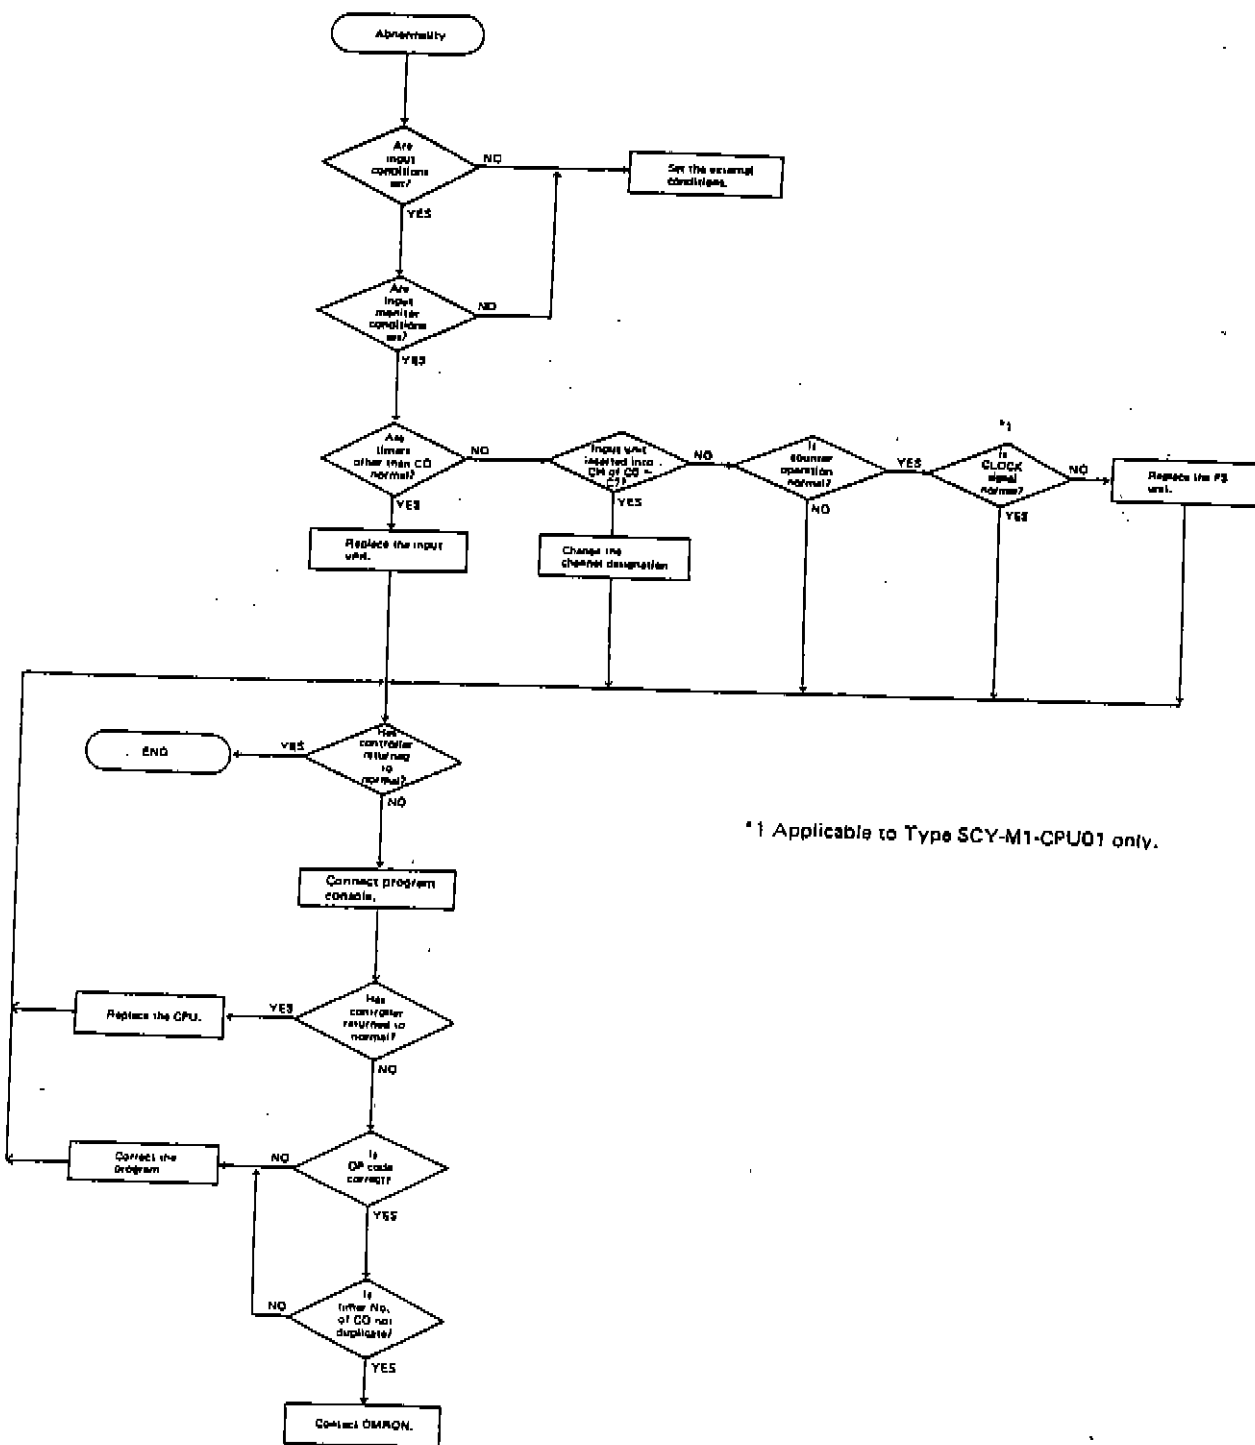 Abnormality
Are
input
conditions
set?
NO
Set the external
conditions.
YES
Are
input
monitor
conditions
set?
NO
YES
Are
timers
other than CO
normal?
NO
Input unit
inserted into
CH of C0 ~
C7?
NO
Is
counter
operation
normal?
YES
*1
Is
CLOCK
signal
normal?
NO
Replace the PS
unit.
YES
YES
NO
YES
Replace the input
unit.
Change the
channel designation
END
YES
Has
controller
returned
to
normal?
NO
*1 Applicable to Type SCY-M1-CPU01 only.
Connect program
console.
Replace the CPU.
YES
Has
controller
returned to
normal?
NO
Correct the
program
NO
Is
OP code
correct?
YES
NO
Is
timer No.
of CO not
duplicate?
YES
Contact OMRON.